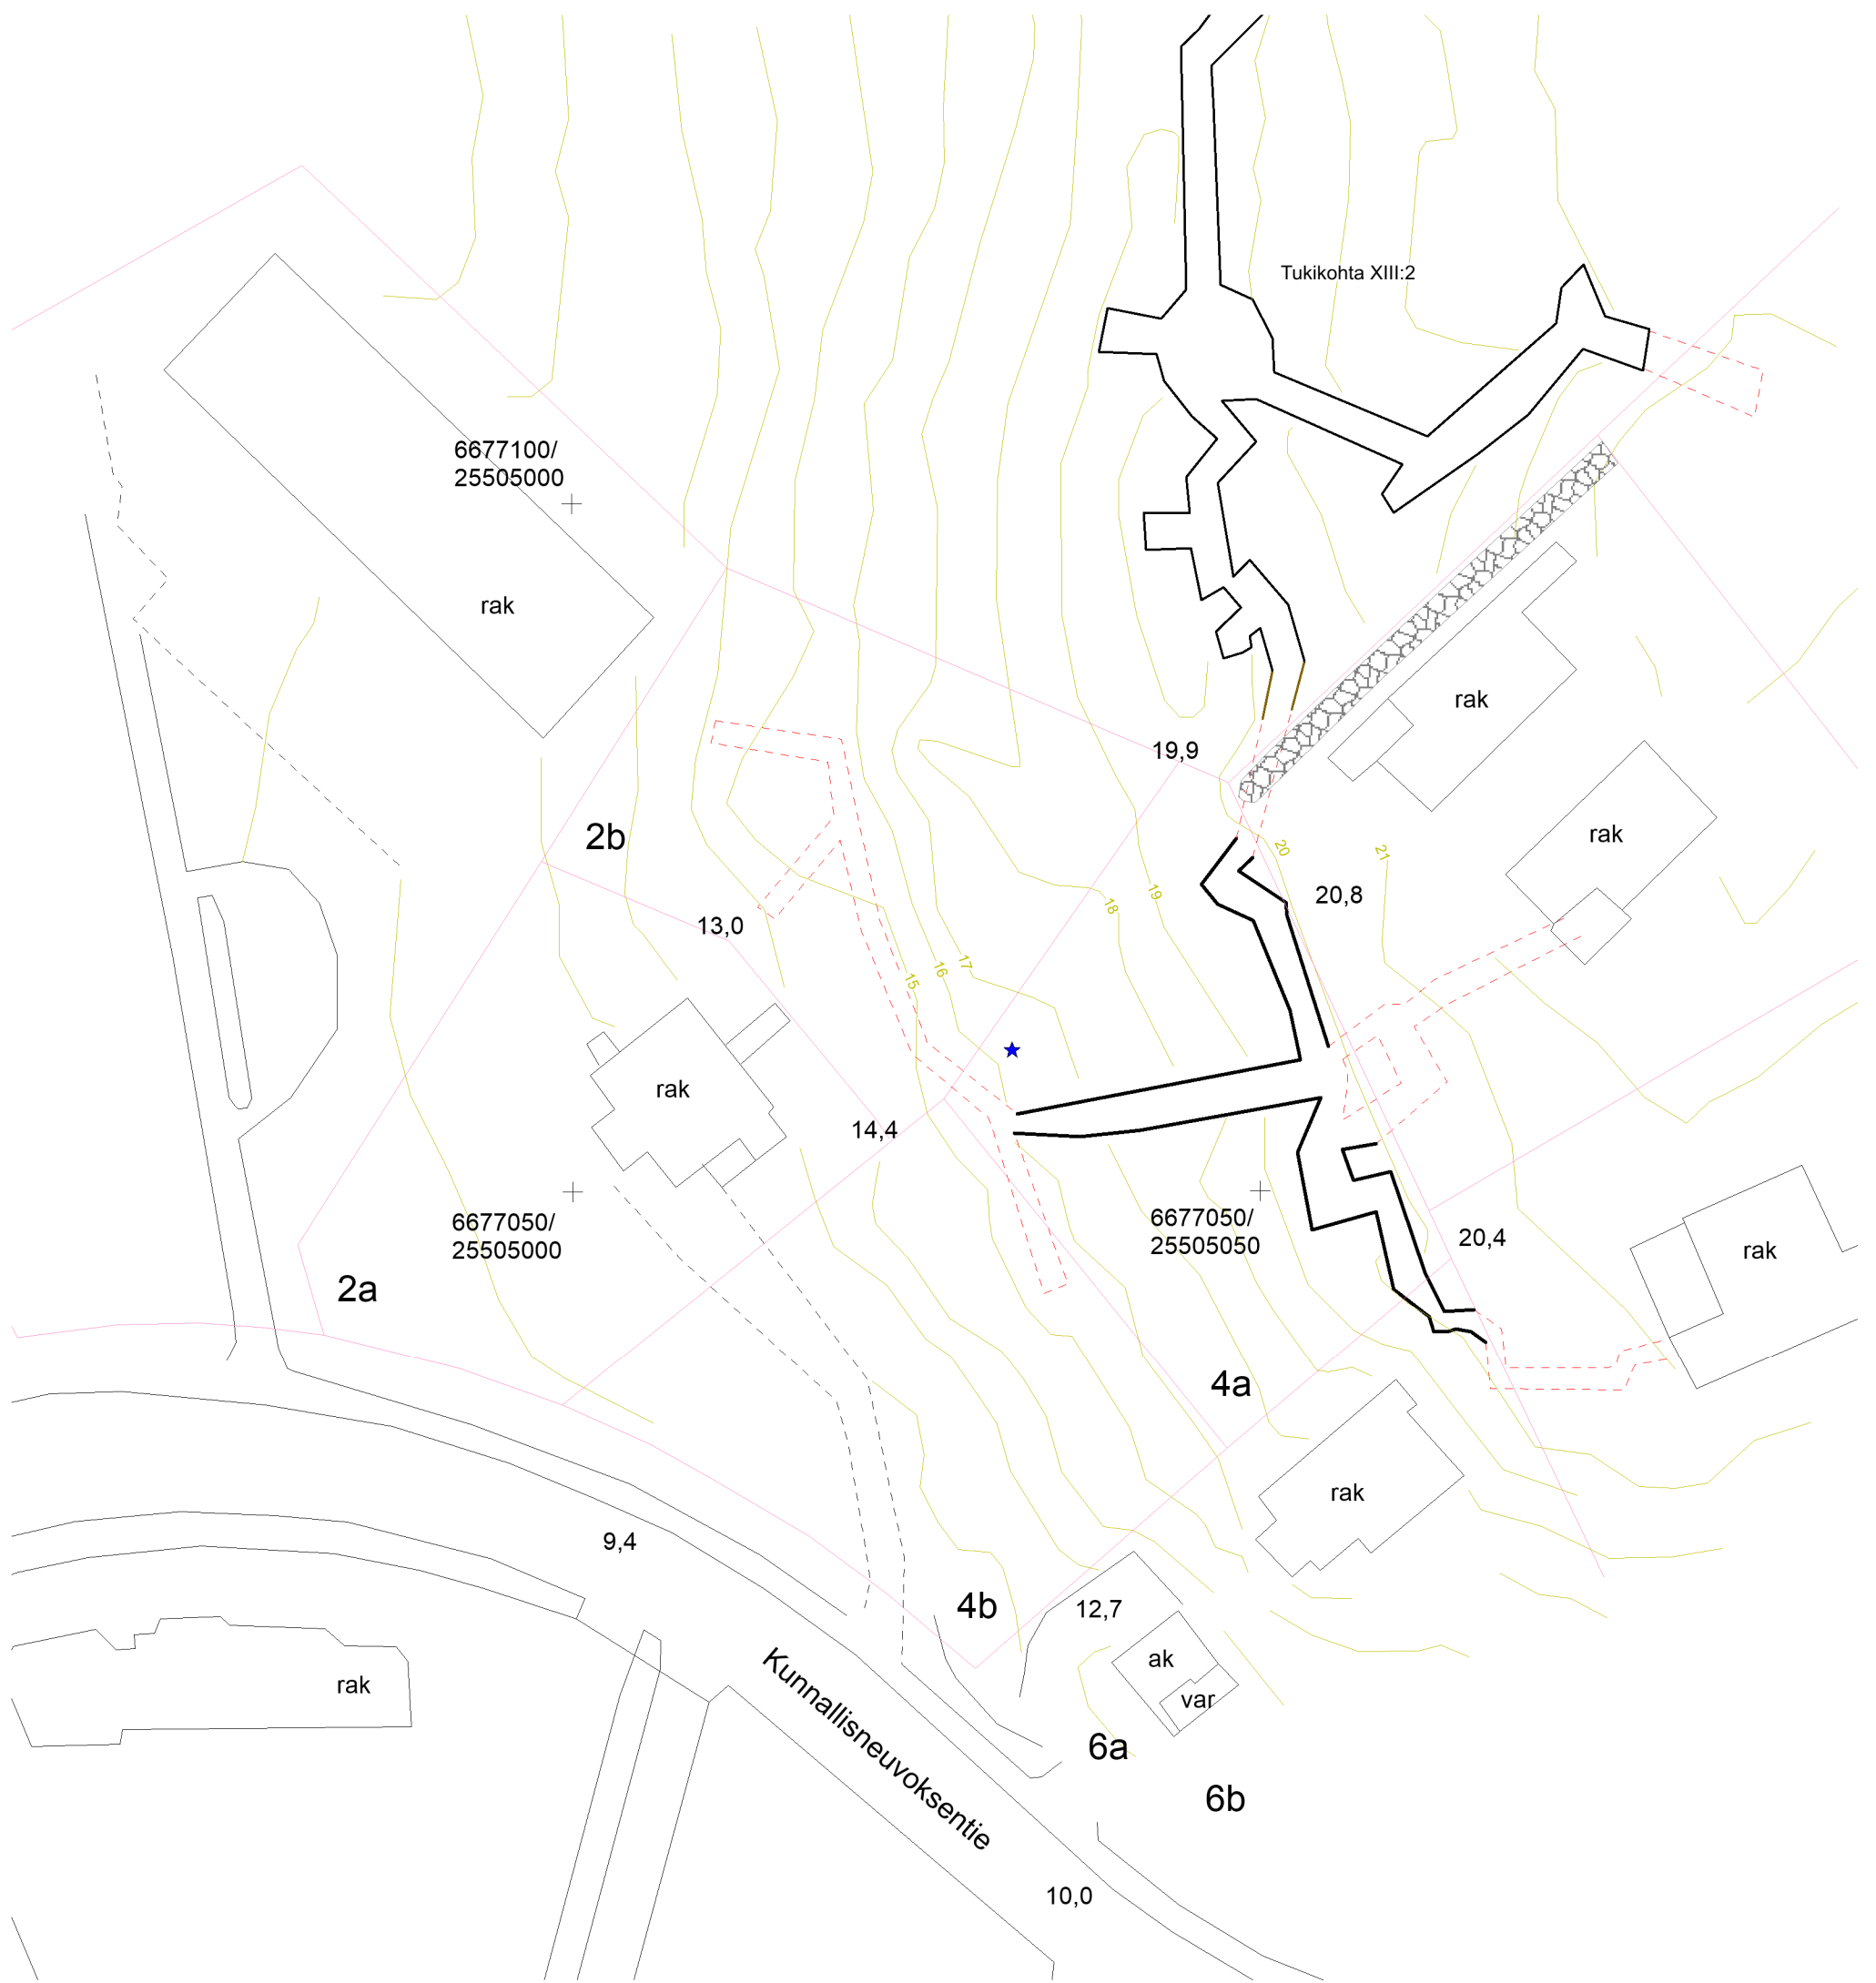 Tukikohta XIII:2
6677100/
25505000
rak
rak
19,9
2b
rak
20
21
20,8
18
19
13,0
17
16
15
rak
14,4
6677050/
25505000
6677050/
25505050
20,4
rak
2a
4a
rak
9,4
4b
12,7
ak
var
rak
Kunnallisneuvoksentie
6a
6b
10,0